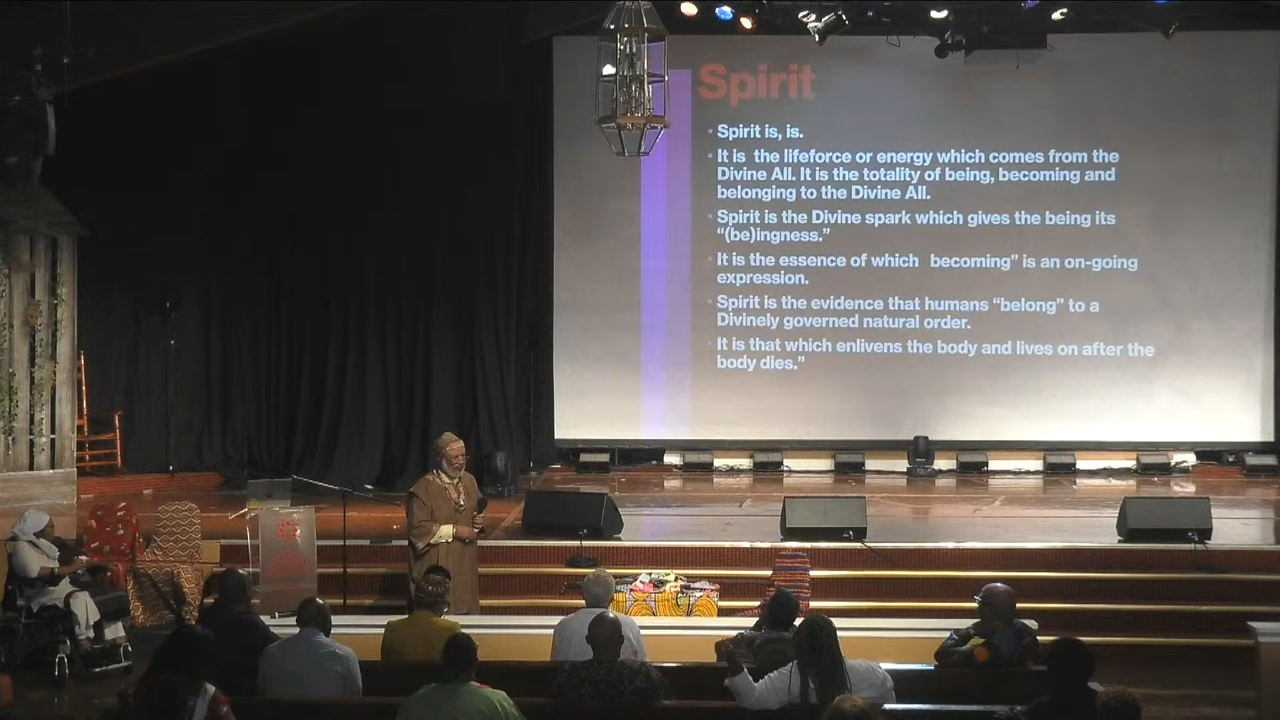 Spirit
Spirit is, is.
It is the lifeforce or energy which comes from the
Divine All. It is the totality of being, becoming and
belonging to the Divine All.
Spirit is the Divine spark which gives the being its
“(be)ingness.”
It is the essence of which becoming” is an on-going
expression.
Spirit is the evidence that humans “belong” to a
Divinely governed natural order.
It is that which enlivens the body and lives on after the
body dies.”